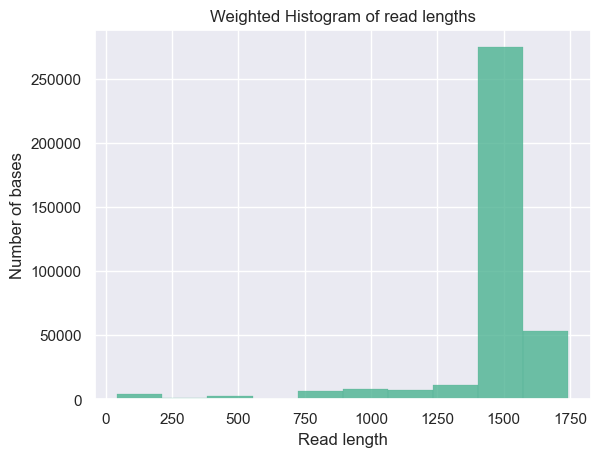 Weighted Histogram of read lengths
Number of bases
250000
200000
150000
100000
50000
0
0 250 500 750 1000 1250 1500 1750
Read length